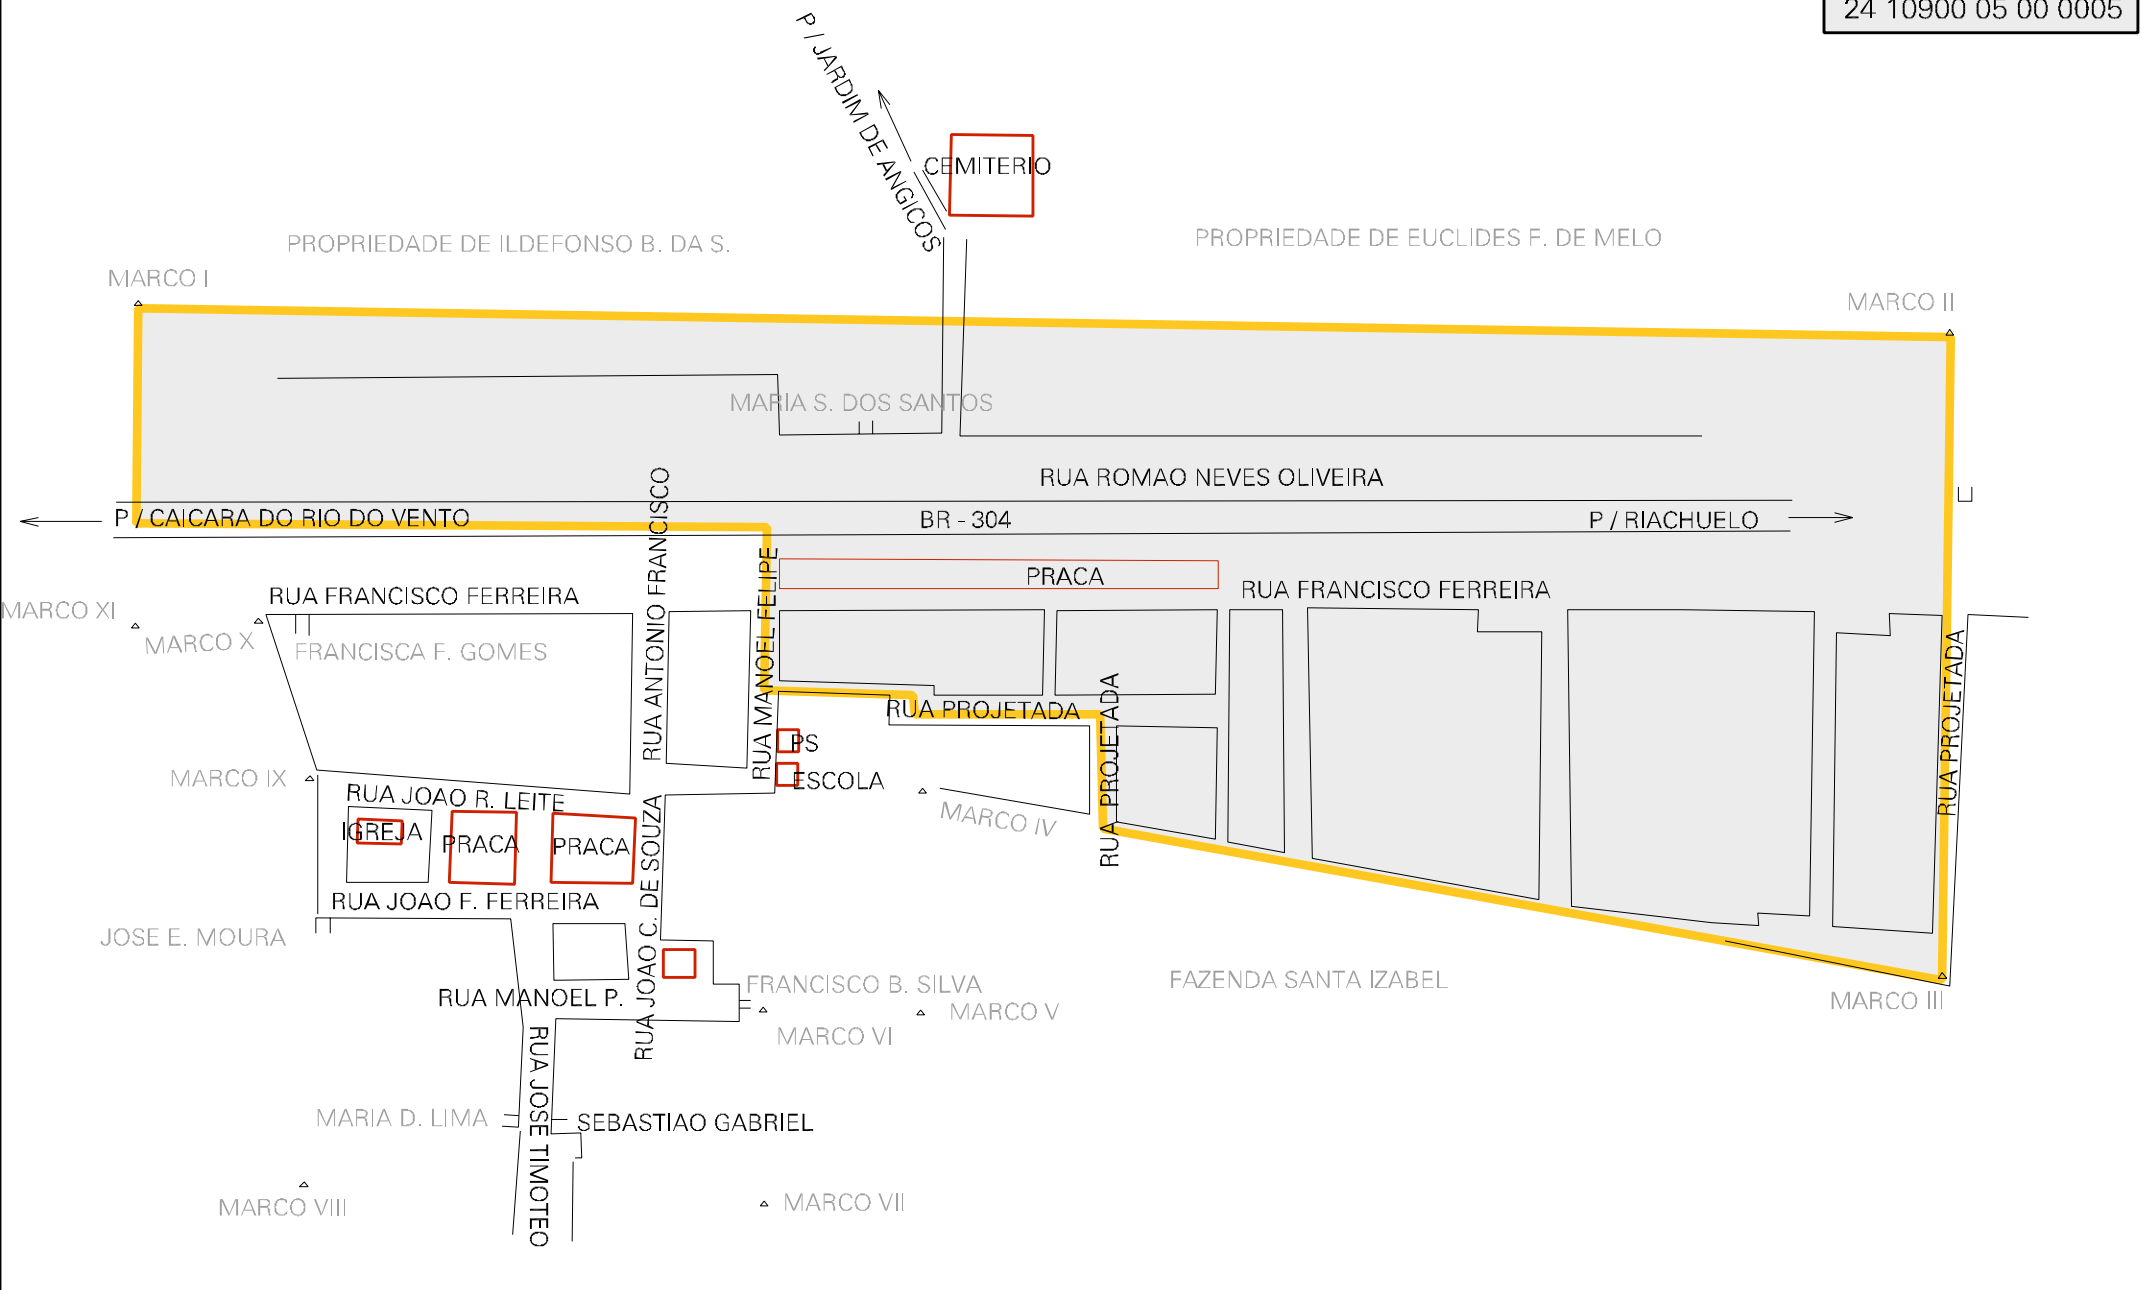 24 10900 05 00 0005
P / JARDIM DE ANGICOS
CEMITERIO
PROPRIEDADE DE ILDEFONSO B. DA S.
PROPRIEDADE DE EUCLIDES F. DE MELO
MARCO I
MARCO II
MARIA S. DOS SANTOS
RUA ROMAO NEVES OLIVEIRA
P / CAICARA DO RIO DO VENTO
BR - 304
P / RIACHUELO
RUA ANTONIO FRANCISCO
RUA MANOEL FELIPE
PRACA
RUA FRANCISCO FERREIRA
RUA FRANCISCO FERREIRA
MARCO XI
MARCO X
FRANCISCA F. GOMES
RUA PROJETADA
RUA PROJETADA
RUA PROJETADA
PS
ESCOLA
MARCO IX
RUA JOAO R. LEITE
IGREJA
PRACA
PRACA
MARCO IV
RUA JOAO C. DE SOUZA
RUA JOAO F. FERREIRA
JOSE E. MOURA
FRANCISCO B. SILVA
FAZENDA SANTA IZABEL
RUA MANOEL P.
MARCO V
MARCO III
MARCO VI
RUA JOSE TIMOTEO
MARIA D. LIMA
SEBASTIAO GABRIEL
MARCO VIII
MARCO VII